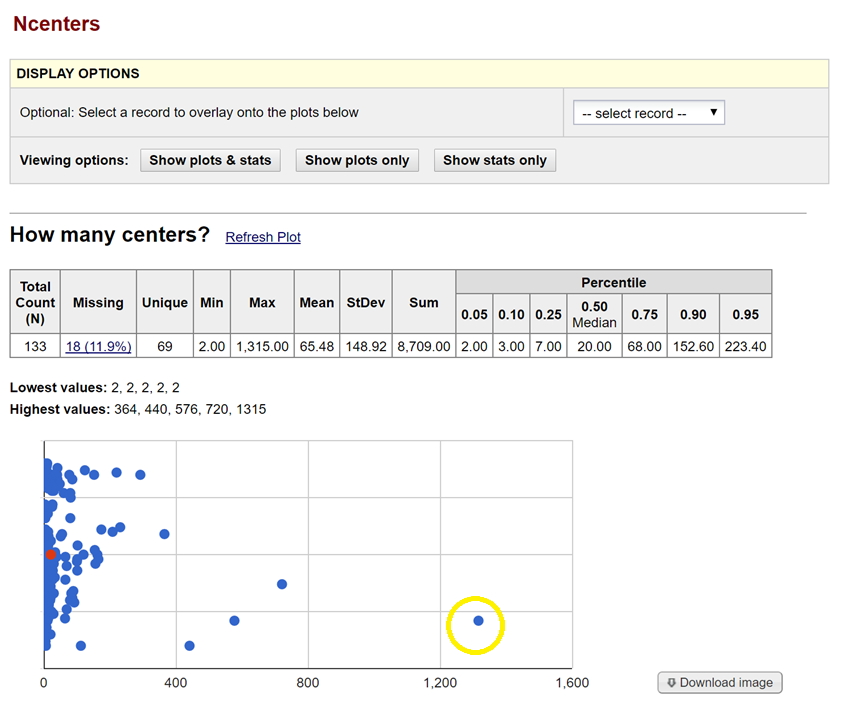 Ncenters
DISPLAY OPTIONS
Optional: Select a record to overlay onto the plots below
-- select record --
Viewing options: Show plots & stats Show plots only Show stats only
How many centers? Refresh Plot
Total Count (N) Missing Unique Min Max Mean StDev Sum Percentile
0.05 0.10 0.25 0.50 Median 0.75 0.90 0.95
133 18 (11.9%) 69 2.00 1,315.00 65.48 148.92 8,709.00 2.00 3.00 7.00 20.00 68.00 152.60 223.40
Lowest values: 2, 2, 2, 2, 2
Highest values: 364, 440, 576, 720, 1315
0 400 800 1,200 1,600
Download image